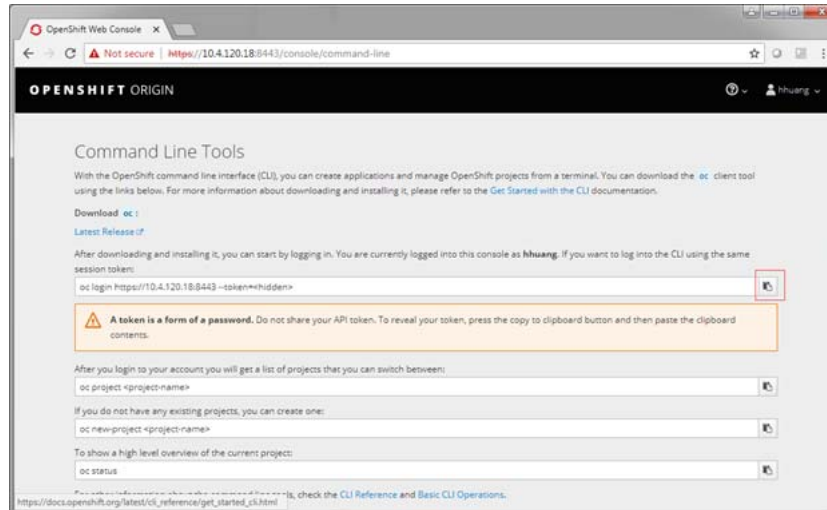 OpenShift Web Console
Not secure | https://10.4.120.18:8443/console/command-line
OPENSHIFT ORIGIN
hhuang
Command Line Tools
With the OpenShift command line interface (CLI), you can create applications and manage OpenShift projects from a terminal. You can download the oc client tool
using the links below. For more information about downloading and installing it, please refer to the Get Started with the CLI documentation.
Download oc :
Latest Release
After downloading and installing it, you can start by logging in. You are currently logged into this console as hhuang. If you want to log into the CLI using the same
session token:
oc login https://10.4.120.18:8443 --token=<hidden>
A token is a form of a password. Do not share your API token. To reveal your token, press the copy to clipboard button and then paste the clipboard
contents.
After you login to your account you will get a list of projects that you can switch between:
oc project <project-name>
If you do not have any existing projects, you can create one:
oc new-project <project-name>
To show a high level overview of the current project:
oc status
check the CLI Reference and Basic CLI Operations.
https://docs.openshift.org/latest/cli_reference/get_started_cli.html